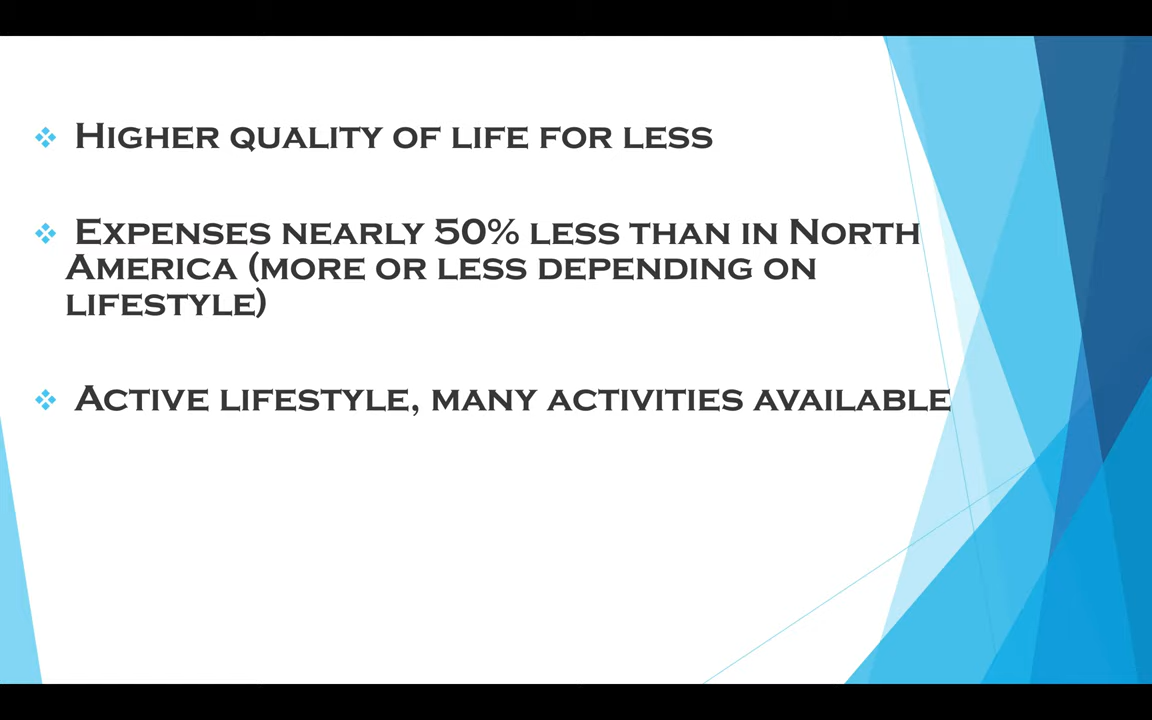 Higher quality of life for less
Expenses nearly 50% less than in North
America (more or less depending on
lifestyle)
Active lifestyle, many activities available